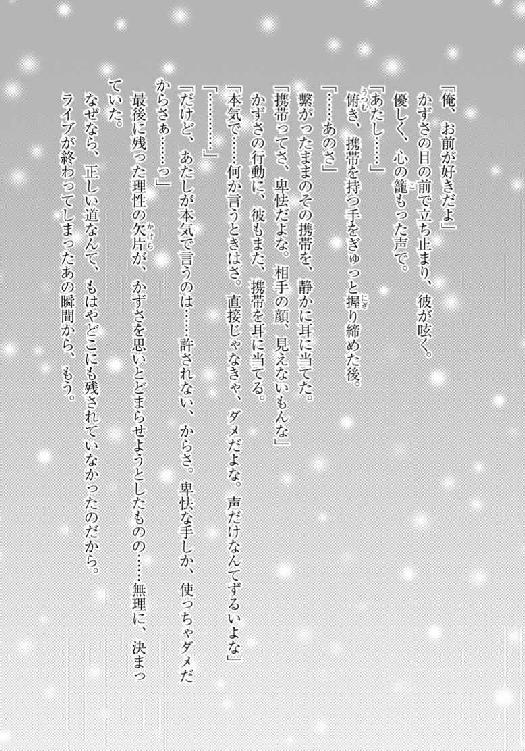 『俺、お前が好きだよ』
かずさの目の前で立ち止まり、彼が呟く。
優しく、心の籠もった声で。
『あたし……』
俯き、携帯を持つ手をぎゅっと握り締めた後。
『……あのさ』
繋がったままのその携帯を、静かに耳に当てた。
『携帯ってさ、卑怯だよな。相手の顔、見えないもんな』
かずさの行動に、彼もまた、携帯を耳に当てる。
『本気で……何か言うときはさ。直接じゃなきゃ、ダメだよな。声だけなんてずるいよな』
『…………』
『だけど、あたしが本気で言うのは……許されない、からさ。卑怯な手しか、使っちゃダメだ
からさぁ……っ』
最後に残った理性の欠片が、かずさを思いとどまらせようとしたものの……無理に、決まっ
ていた。
なぜなら、正しい道なんて、もはやどこにも残されていなかったのだから。
ライブが終わってしまったあの瞬間から、もう。